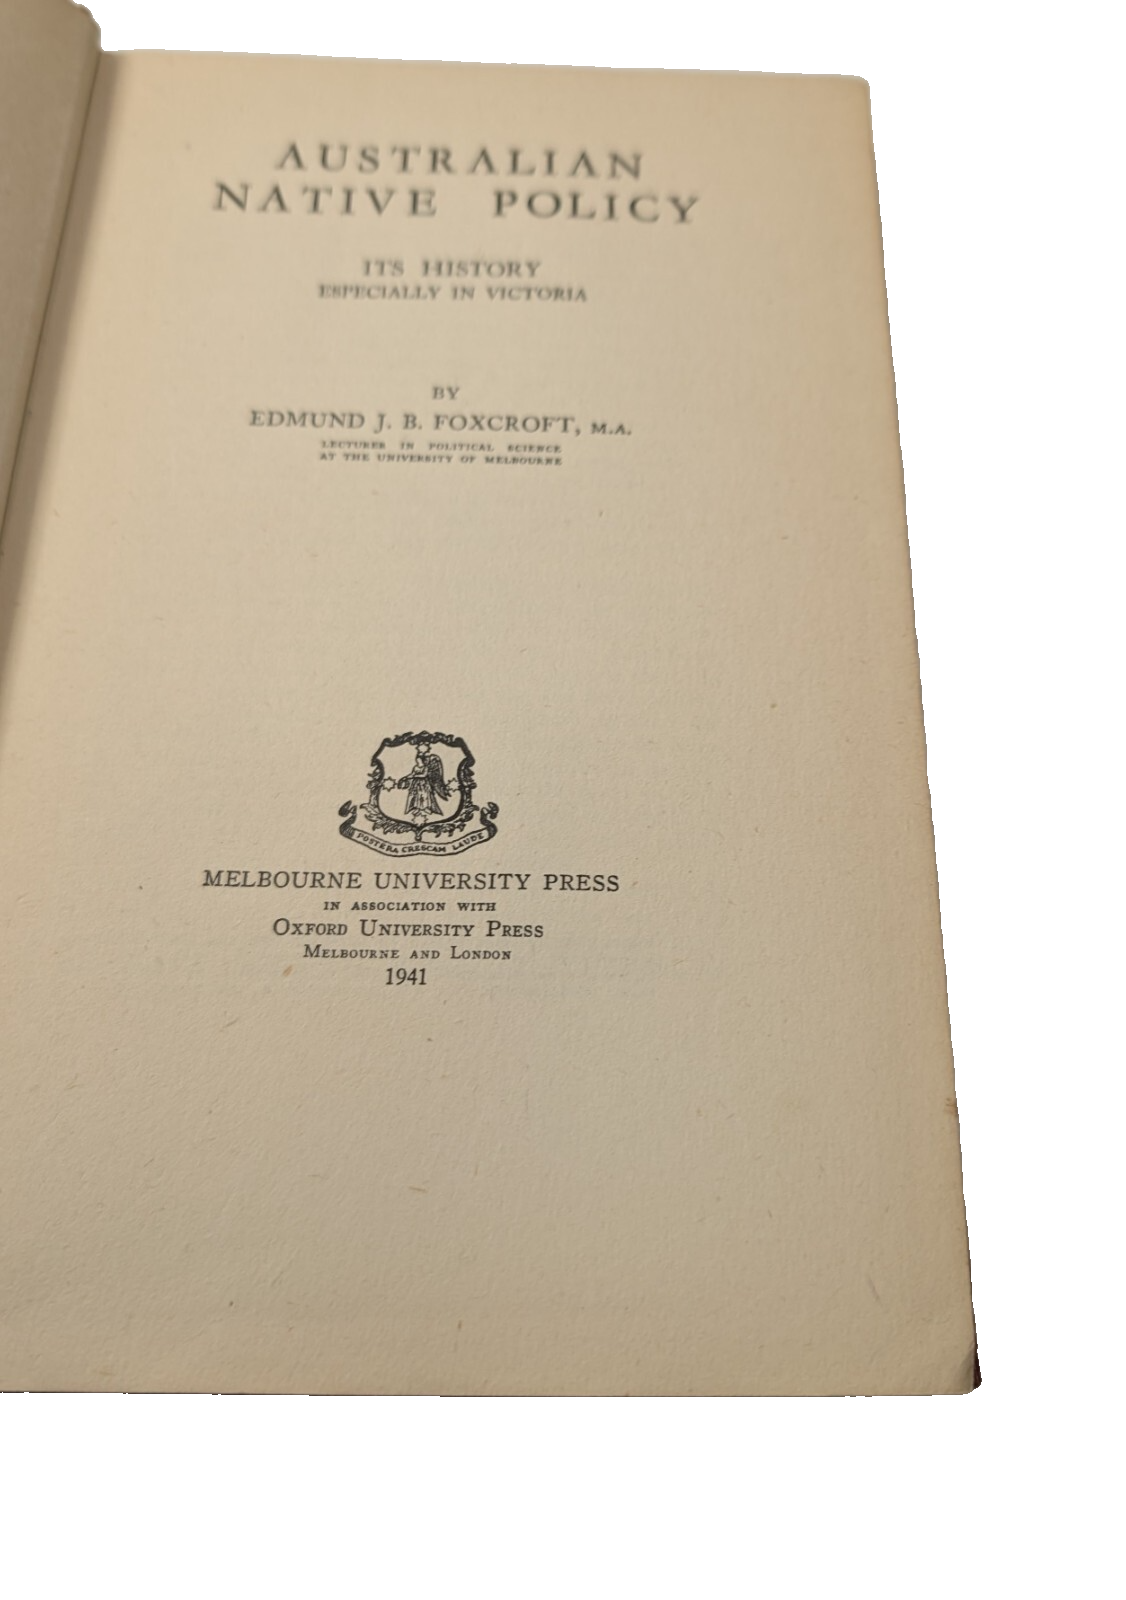 AUSTRALIAN
NATIVE POLICY
ITS HISTORY
ESPECIALLY IN VICTORIA
BY
EDMUND J. B. FOXCROFT, M.A.
LECTURER IN POLITICAL SCIENCE
AT THE UNIVERSITY OF MELBOURNE
POSTERA CRESCAM LAUDE
MELBOURNE UNIVERSITY PRESS
IN ASSOCIATION WITH
OXFORD UNIVERSITY PRESS
MELBOURNE AND LONDON
1941